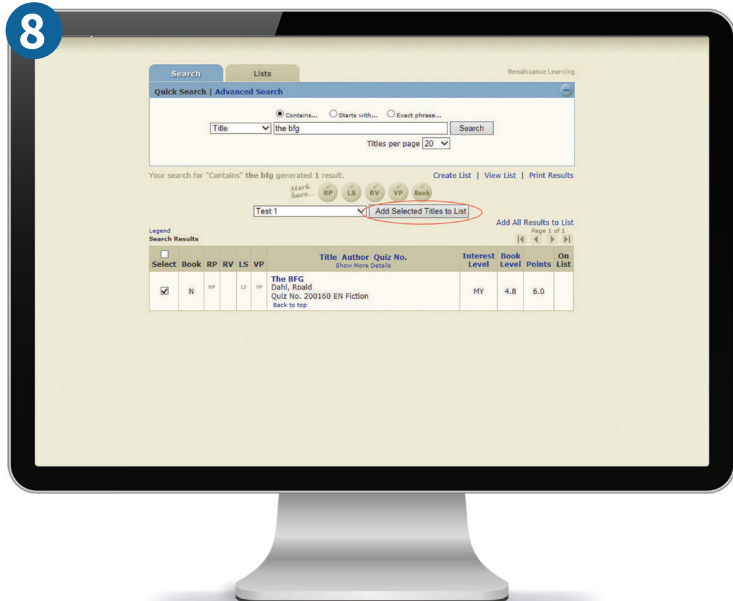 8
Search
Lists
Renaissance Learning
Quick Search | Advanced Search
Contains... Starts with... Exact phrase...
Title the bfg Search
Titles per page 20
Your search for "Contains" the bfg generated 1 result.
Create List | View List | Print Results
Mark
have... RP LS RV VP Book
Test 1 Add Selected Titles to List
Add All Results to List
Legend
Page 1 of 1
Search Results
Select Book RP RV LS VP
Title Author Quiz No.
Show More Details
Interest Level
Book Level
Points
On List
N RP LS VP
The BFG
Dahl, Roald
Quiz No. 200160 EN Fiction
Back to top
MY 4.8 6.0